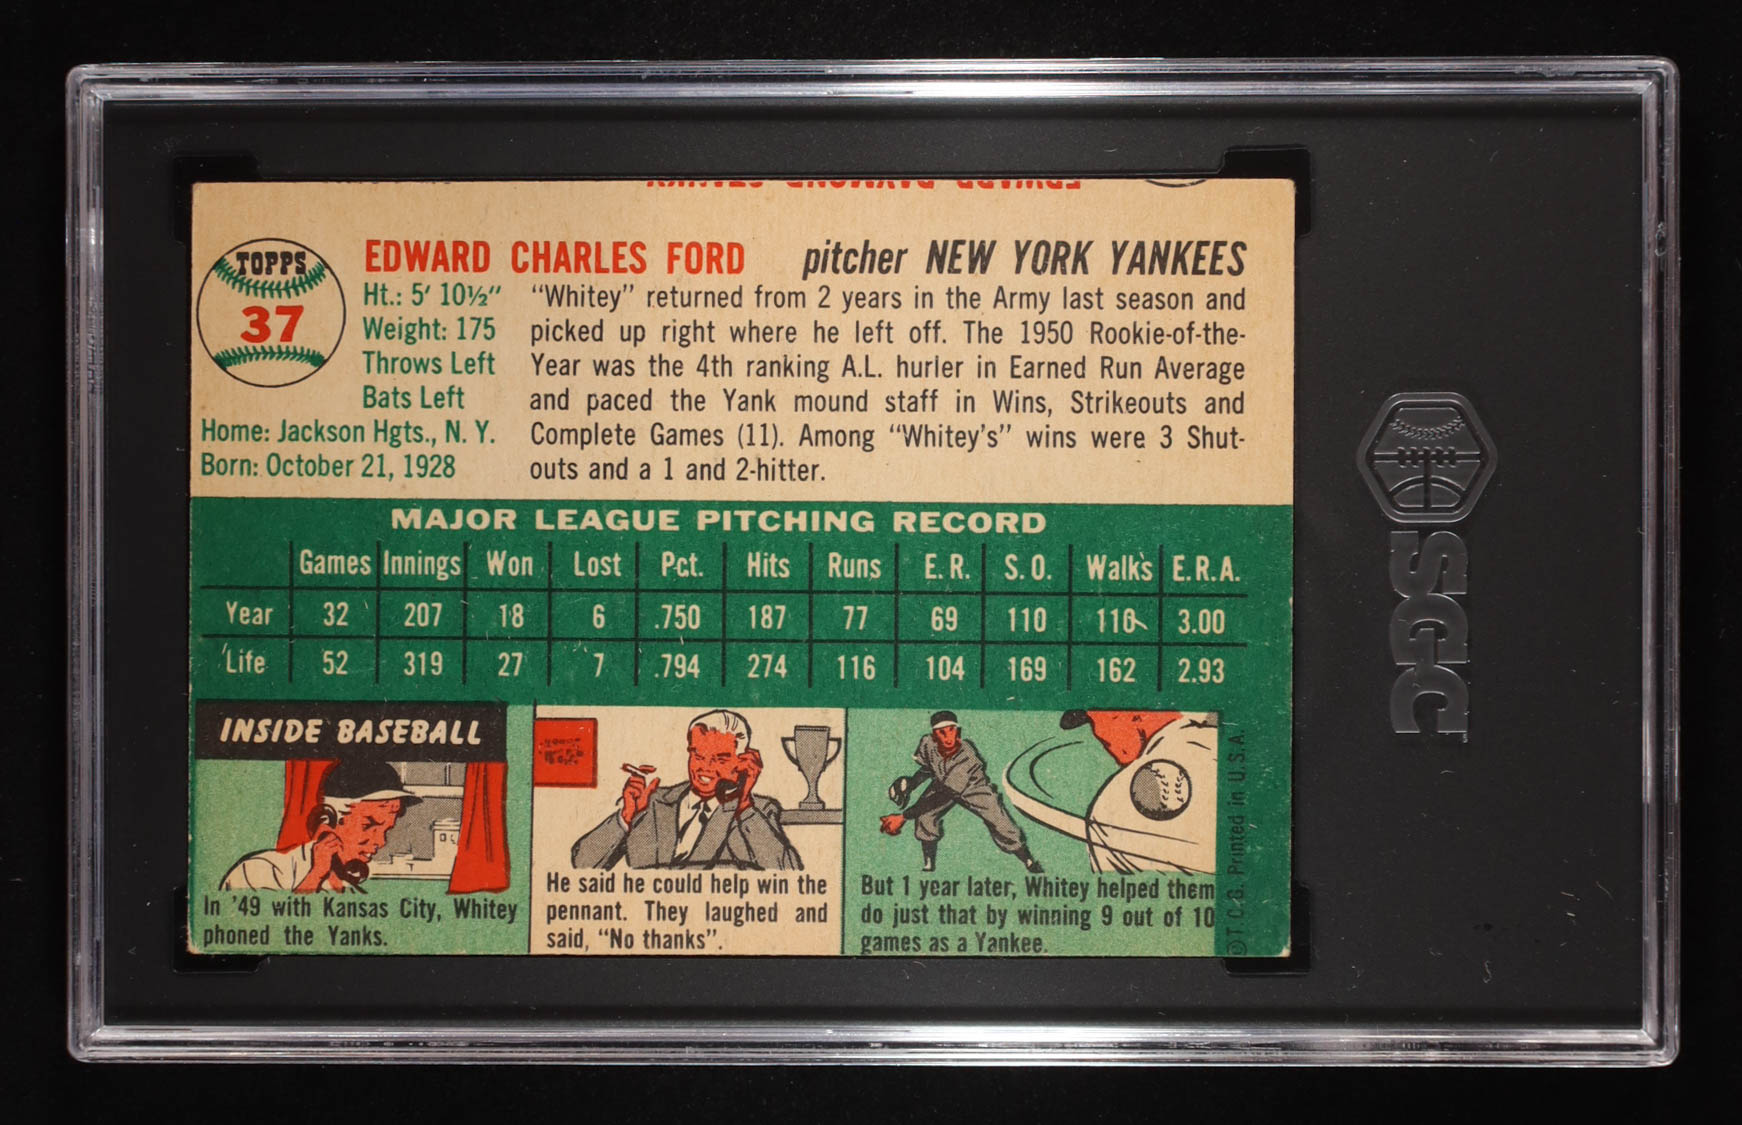 TOPPS
37
EDWARD CHARLES FORD pitcher NEW YORK YANKEES
Ht.: 5′ 10½″
Weight: 175
Throws Left
Bats Left
Home: Jackson Hgts., N. Y.
Born: October 21, 1928
"Whitey" returned from 2 years in the Army last season and
picked up right where he left off. The 1950 Rookie-of-the-
Year was the 4th ranking A.L. hurler in Earned Run Average
and paced the Yank mound staff in Wins, Strikeouts and
Complete Games (11). Among "Whitey's" wins were 3 Shut-
outs and a 1 and 2-hitter.
MAJOR LEAGUE PITCHING RECORD
Games Innings Won Lost Pct. Hits Runs E. R. S. O. Walks E.R.A.
Year 32 207 18 6 .750 187 77 69 110 110 3.00
Life 52 319 27 7 .794 274 116 104 169 162 2.93
INSIDE BASEBALL
In '49 with Kansas City, Whitey
phoned the Yanks.
He said he could help win the
pennant. They laughed and
said, "No thanks".
But 1 year later, Whitey helped them
do just that by winning 9 out of 10
games as a Yankee.
©T.C.G. Printed in U.S.A.
SGC